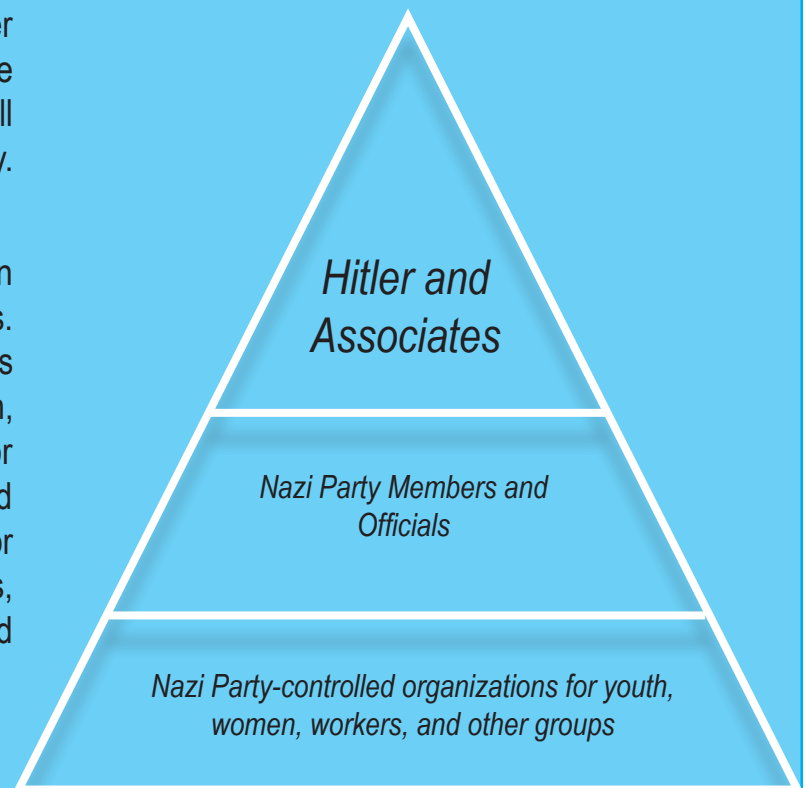 Hitler and
Associates
Nazi Party Members and
Officials
Nazi Party-controlled organizations for youth,
women, workers, and other groups